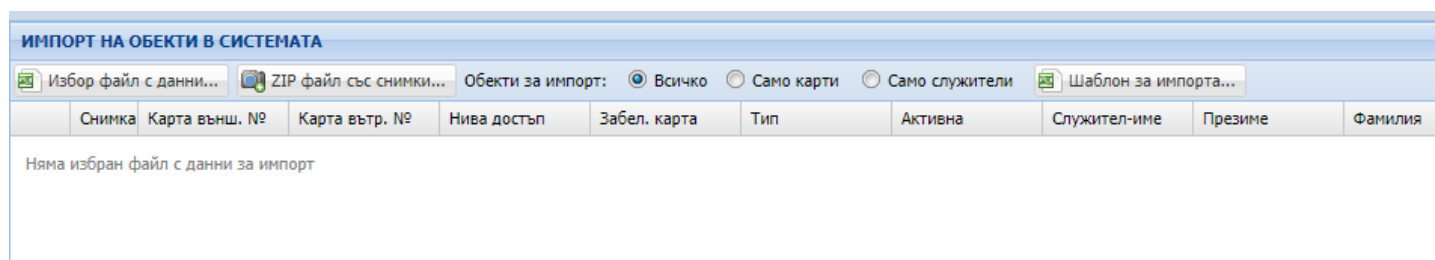 ИМПОРТ НА ОБЕКТИ В СИСТЕМАТА
Избор файл с данни... ZIP файл със снимки... Обекти за импорт: Всичко Само карти Само служители Шаблон за импорта...
Снимка Карта външ. № Карта вътр. № Нива достъп Забел. карта Тип Активна Служител-име Презиме Фамилия
Няма избран файл с данни за импорт